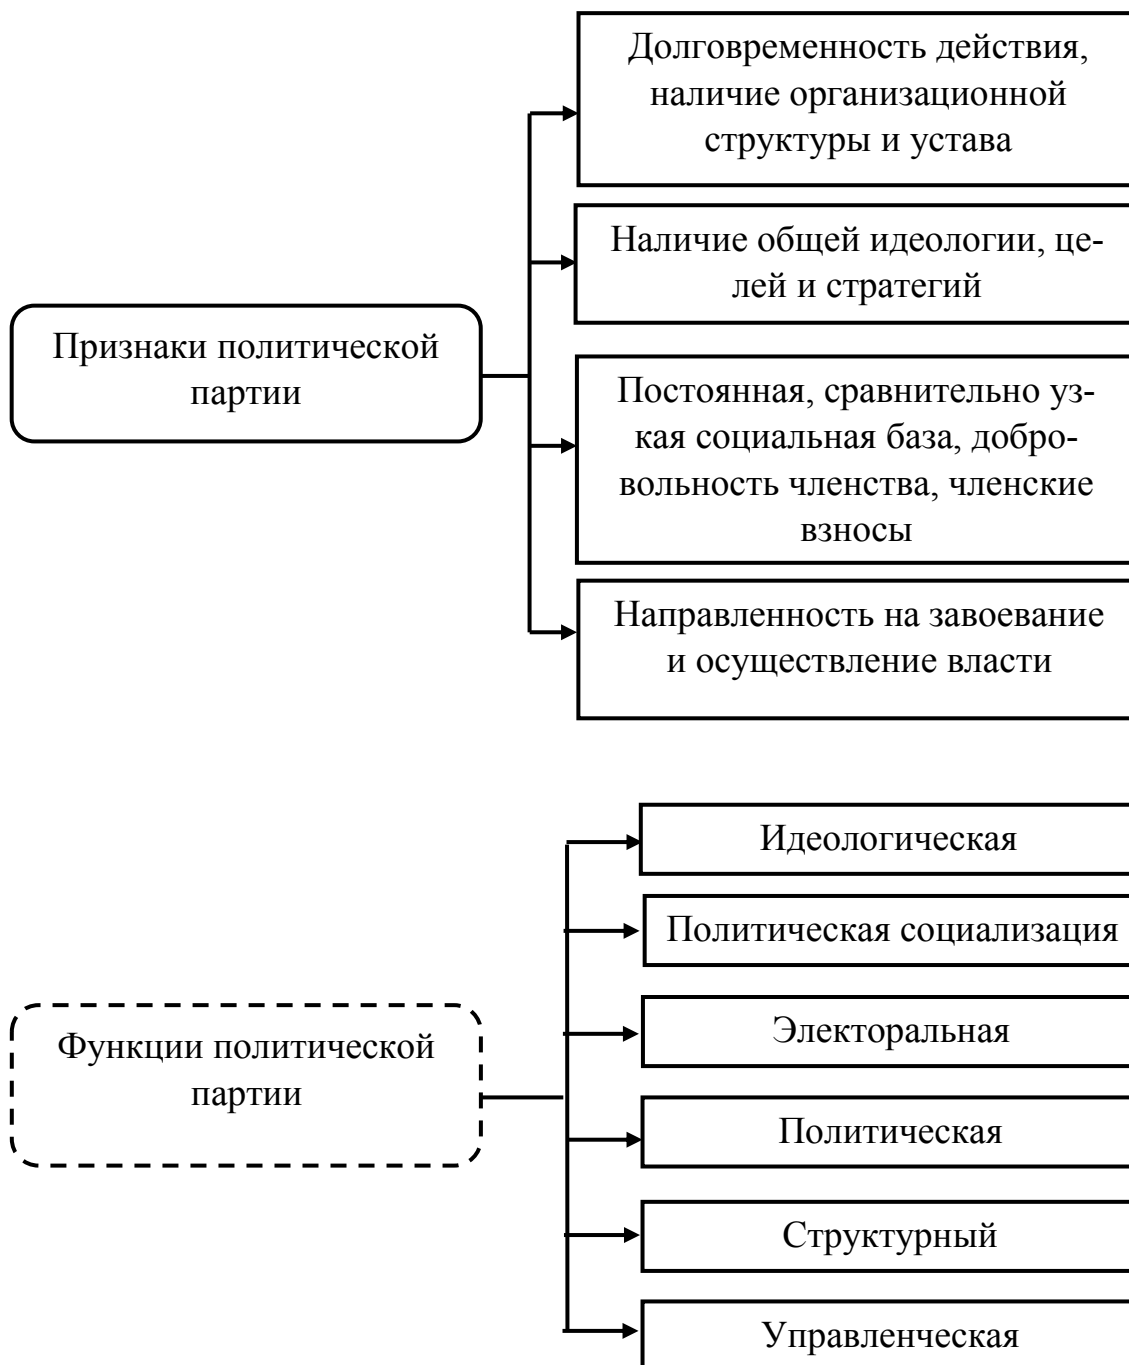 Долговременность действия,
наличие организационной
структуры и устава
Наличие общей идеологии, це-
лей и стратегий
Признаки политической
партии
Постоянная, сравнительно уз-
кая социальная база, добро-
вольность членства, членские
взносы
Направленность на завоевание
и осуществление власти
Идеологическая
Политическая социализация
Функции политической
партии
Электоральная
Политическая
Структурный
Управленческая